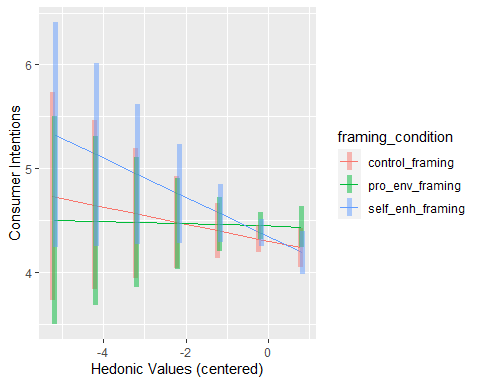 6
5
4
Consumer Intentions
-4
-2
0
Hedonic Values (centered)
framing_condition
control_framing
pro_env_framing
self_enh_framing